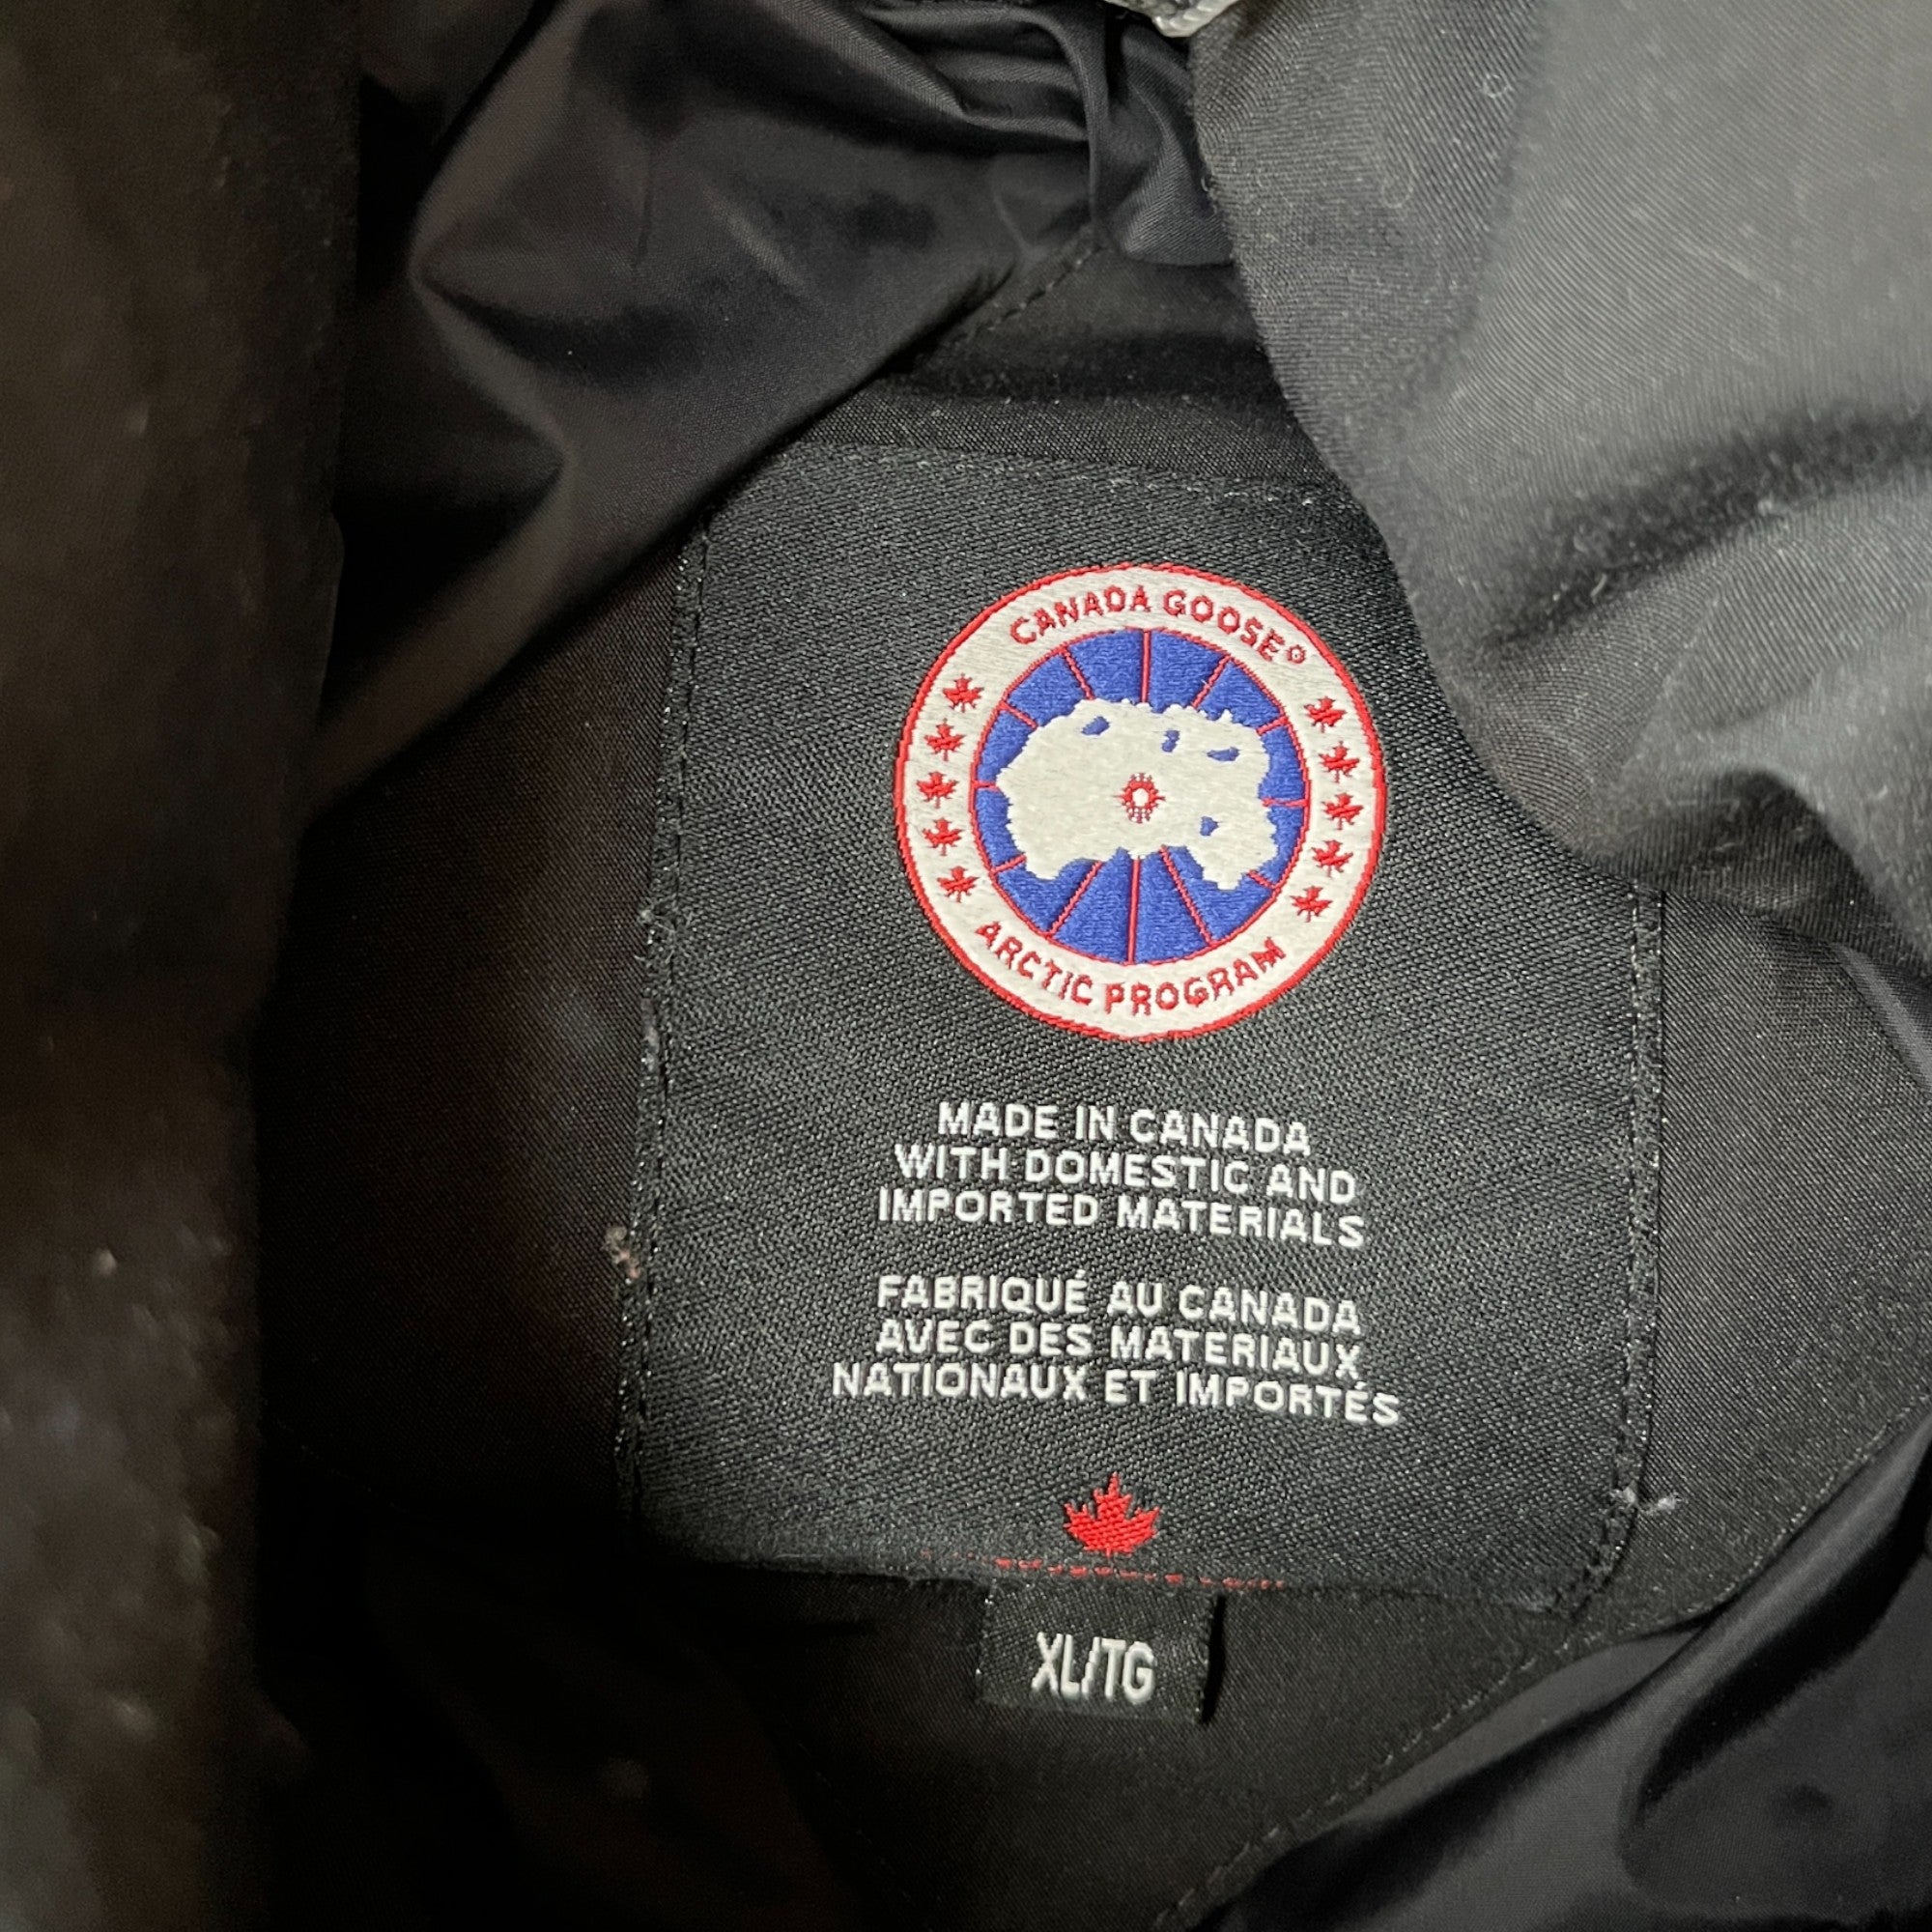 CANADA GOOSE®
ARCTIC PROGRAM
MADE IN CANADA
WITH DOMESTIC AND
IMPORTED MATERIALS
FABRIQUÉ AU CANADA
AVEC DES MATERIAUX
NATIONAUX ET IMPORTÉS
XL/TG